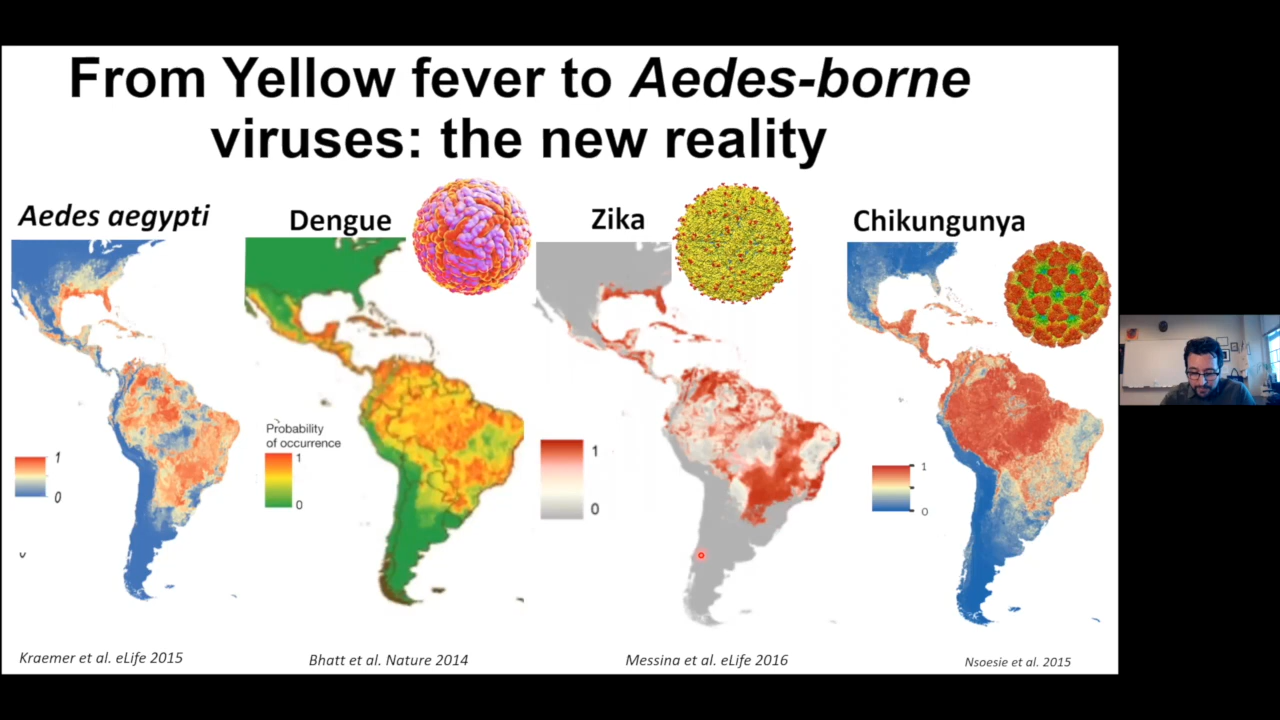 From Yellow fever to Aedes-borne
viruses: the new reality
Aedes aegypti
Dengue
Zika
Chikungunya
1
0
Probability
of occurrence
1
0
1
0
1
0
v
Kraemer et al. eLife 2015
Bhatt et al. Nature 2014
Messina et al. eLife 2016
Nsoesie et al. 2015